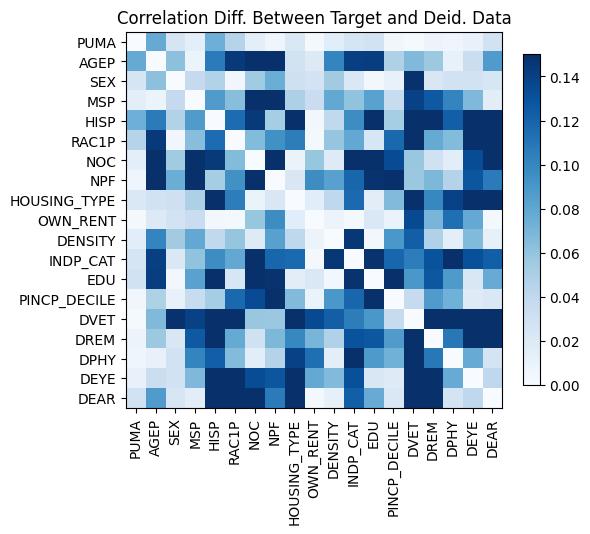 Correlation Diff. Between Target and Deid. Data
PUMA
AGEP
SEX
MSP
HISP
RAC1P
NOC
NPF
HOUSING_TYPE
OWN_RENT
DENSITY
INDP_CAT
EDU
PINCP_DECILE
DVET
DREM
DPHY
DEYE
DEAR
PUMA
AGEP
SEX
MSP
HISP
RAC1P
NOC
NPF
HOUSING_TYPE
OWN_RENT
DENSITY
INDP_CAT
EDU
PINCP_DECILE
DVET
DREM
DPHY
DEYE
DEAR
0.14
0.12
0.10
0.08
0.06
0.04
0.02
0.00